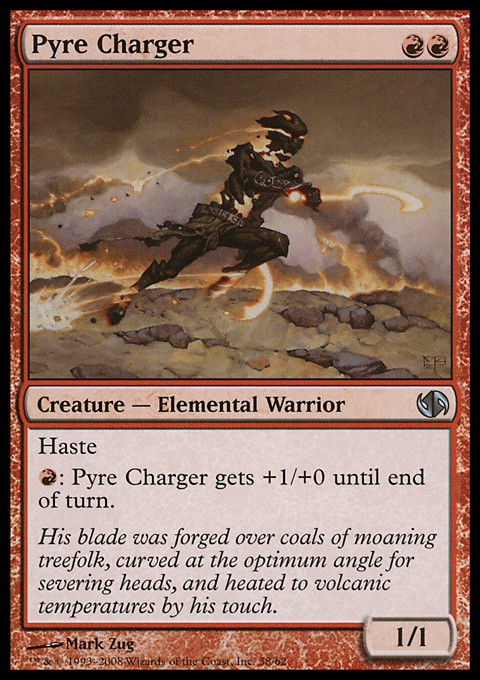 Pyre Charger
Creature — Elemental Warrior
Haste
: Pyre Charger gets +1/+0 until end
of turn.
His blade was forged over coals of moaning
treefolk, curved at the optimum angle for
severing heads, and heated to volcanic
temperatures by his touch.
1/1
Mark Zug
™ & © 1993–2008 Wizards of the Coast, Inc. 38/62